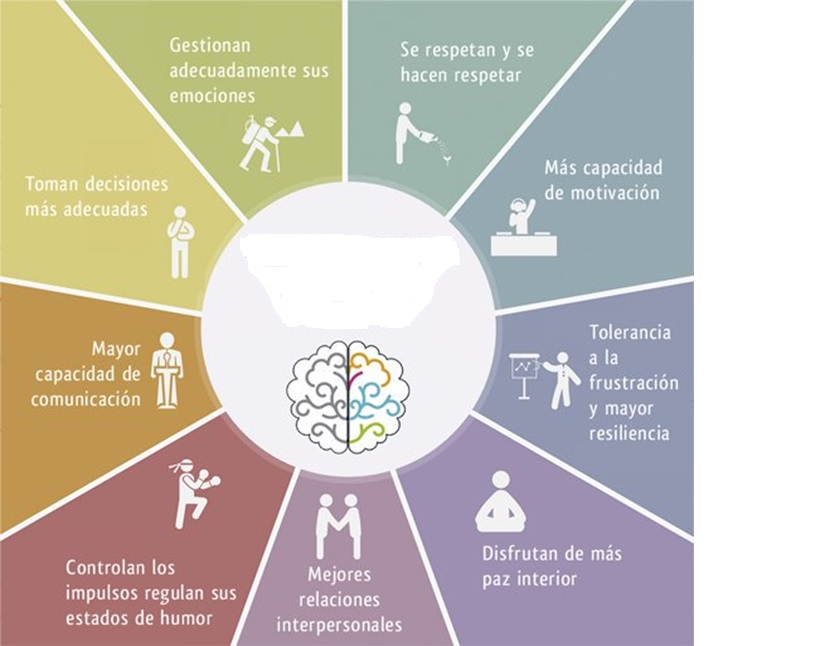 Gestionan
adecuadamente sus
emociones
Se respetan y se
hacen respetar
Más capacidad
de motivación
Tolerancia
a la
frustración
y mayor
resiliencia
Disfrutan de más
paz interior
Mejores
relaciones
interpersonales
Controlan los
impulsos regulan sus
estados de humor
Mayor
capacidad de
comunicación
Toman decisiones
más adecuadas